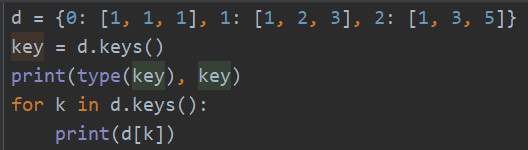 d = {0: [1, 1, 1], 1: [1, 2, 3], 2: [1, 3, 5]}
key = d.keys()
print(type(key), key)
for k in d.keys():
    print(d[k])